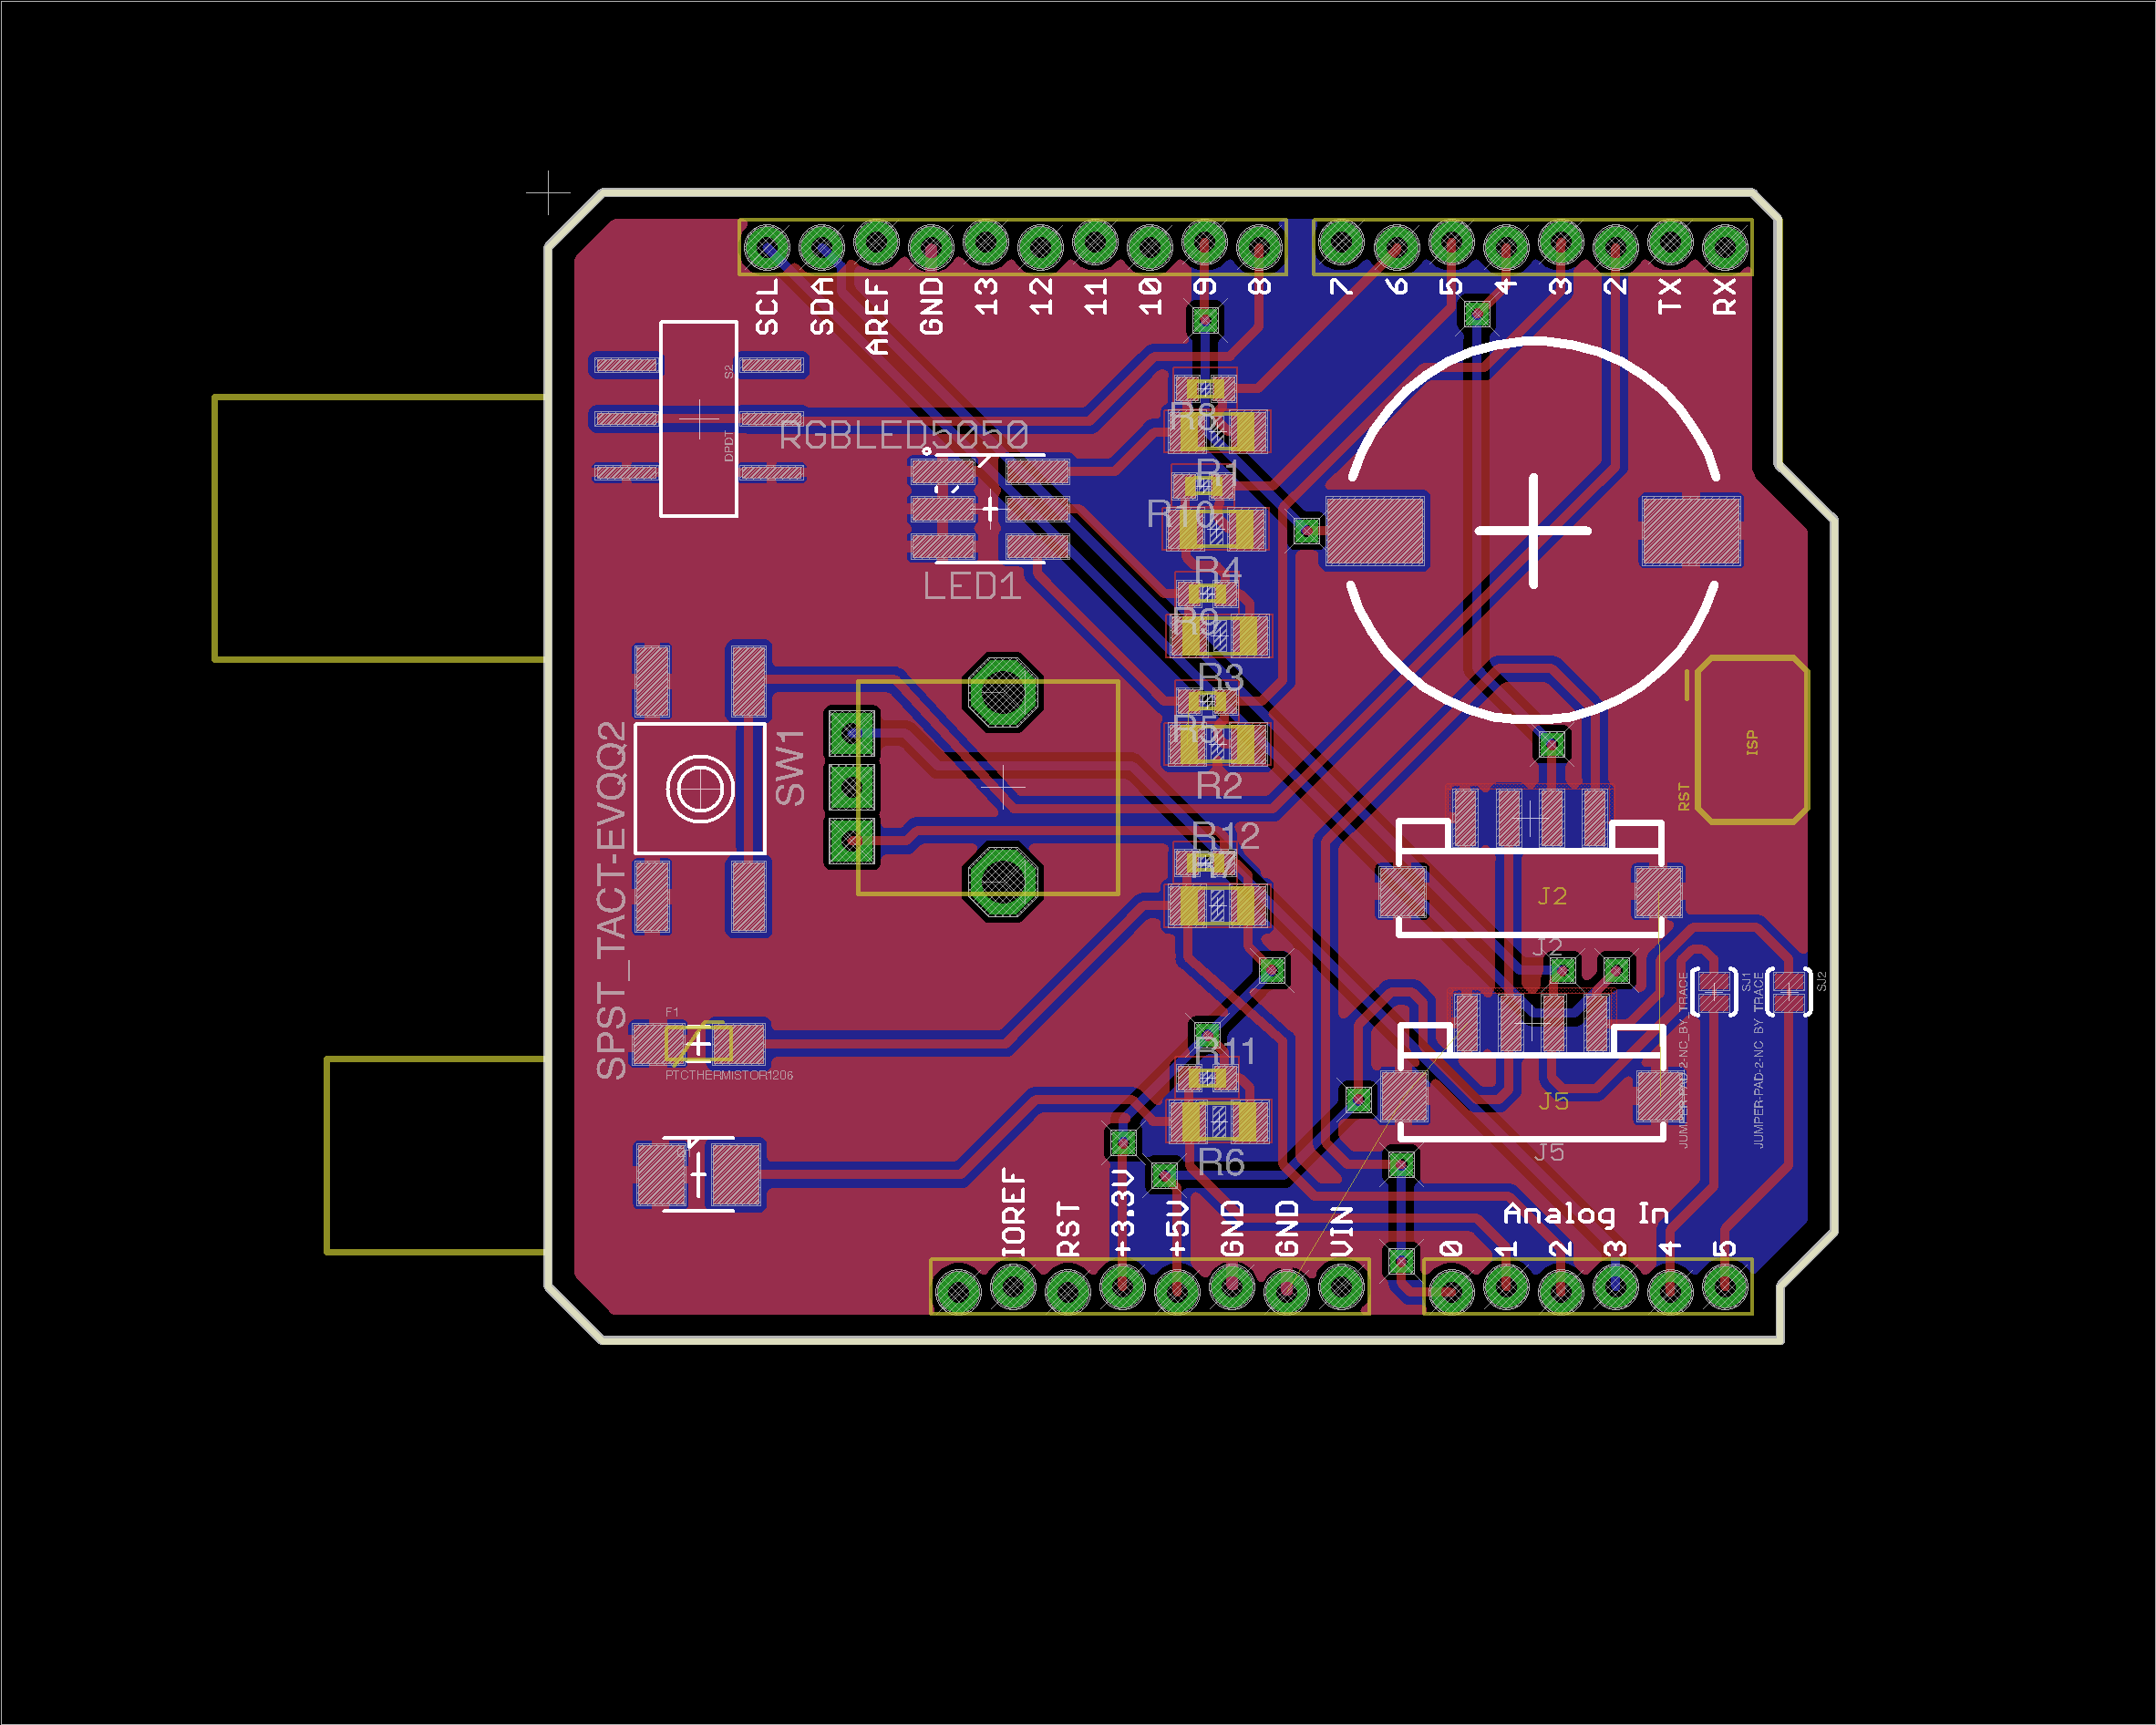 SCL
SDA
AREF
GND
13
12
11
10
9
8
7
6
5
4
3
2
TX
RX
S2
DPDT
RGBLED5050
LED1
R8
R1
R10
R4
R9
R3
R5
R2
R12
R7
R11
R6
SPST_TACT-EVQQ2
SW1
F1
PTCTHERMISTOR1206
ISP
RST
J2
J2
J5
J5
JUMPER-PAD-2-NC_BY_TRACE
SJ1
JUMPER-PAD-2-NC_BY_TRACE
SJ2
IOREF
RST
+3.3V
+5V
GND
GND
VIN
Analog In
0
1
2
3
4
5